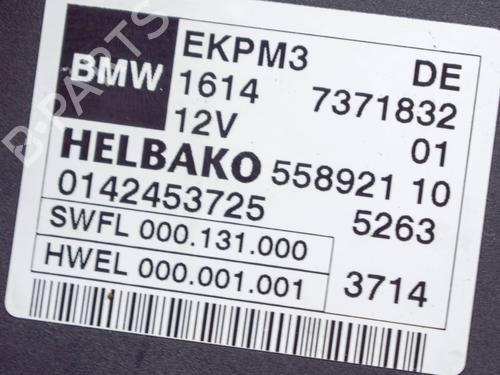 BMW EKPM3 DE
1614 7371832
12V 01
HELBAKO 558921 10
0142453725 5263
SWFL 000.131.000
HWEL 000.001.001 3714
B-PARTS